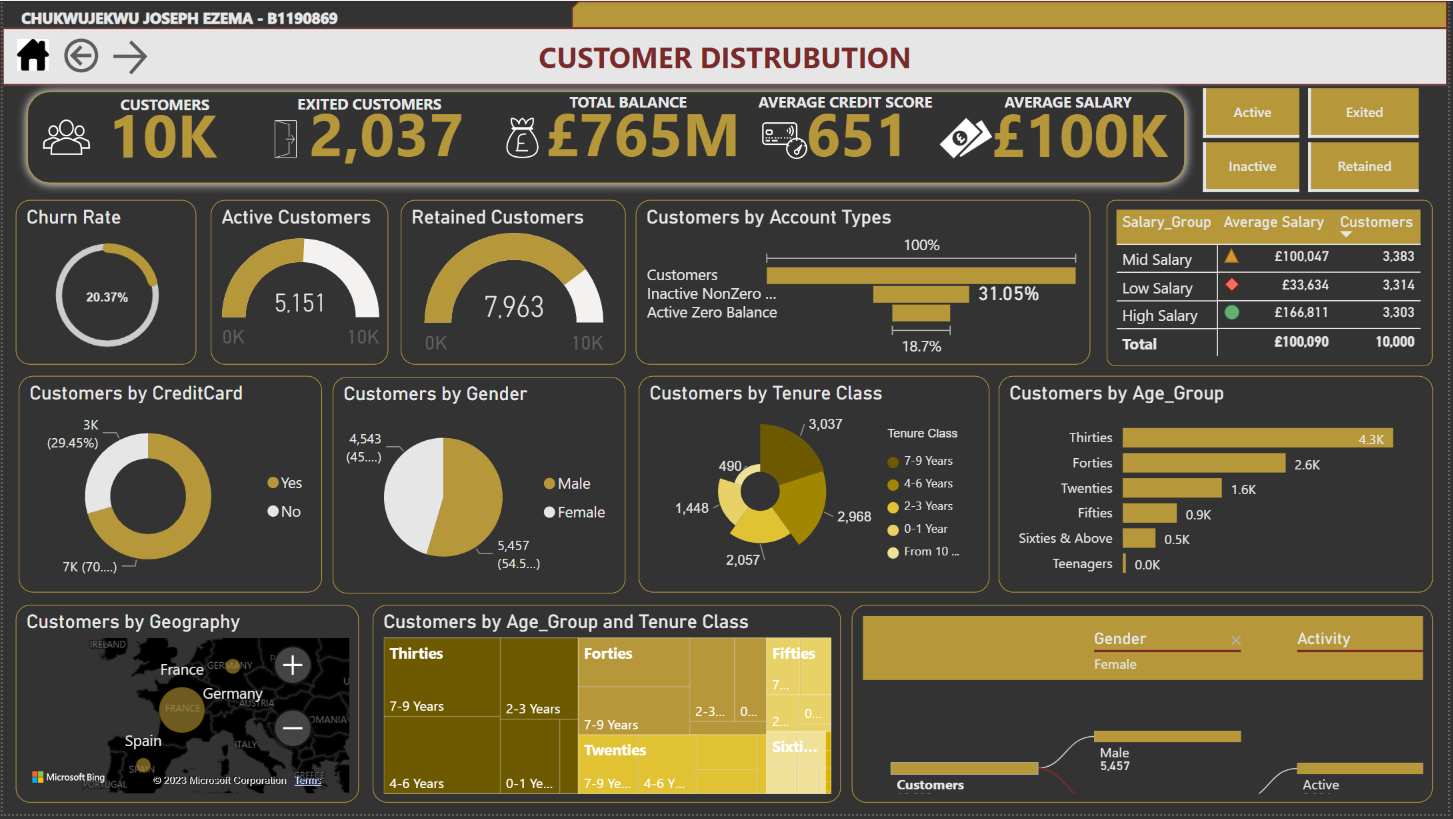 CHUKWUJEKWU JOSEPH EZEMA - B1190869
CUSTOMER DISTRUBUTION
CUSTOMERS
10K
EXITED CUSTOMERS
2,037
TOTAL BALANCE
£765M
AVERAGE CREDIT SCORE
651
AVERAGE SALARY
£100K
Active
Exited
Inactive
Retained
Churn Rate
20.37%
Active Customers
5,151
0K
10K
Retained Customers
7,963
0K
10K
Customers by Account Types
100%
Customers
Inactive NonZero ...
31.05%
Active Zero Balance
18.7%
Salary_Group Average Salary Customers
Mid Salary £100,047 3,383
Low Salary £33,634 3,314
High Salary £166,811 3,303
Total £100,090 10,000
Customers by CreditCard
3K
(29.45%)
7K (70....)
Yes
No
Customers by Gender
4,543
(45....)
5,457
(54.5...)
Male
Female
Customers by Tenure Class
3,037
490
1,448
2,968
2,057
Tenure Class
7-9 Years
4-6 Years
2-3 Years
0-1 Year
From 10 ...
Customers by Age_Group
Thirties 4.3K
Forties 2.6K
Twenties 1.6K
Fifties 0.9K
Sixties & Above 0.5K
Teenagers 0.0K
Customers by Geography
IRELAND
France
GERMANY
Germany
FRANCE
AUSTRIA
OMANIA
Spain
ITALY
SPAIN
PORTUGAL
GREECE
Microsoft Bing
© 2023 Microsoft Corporation Terms
Customers by Age_Group and Tenure Class
Thirties
7-9 Years
4-6 Years
2-3 Years
0-1 Ye...
Forties
7-9 Years
2-3...
0...
Twenties
7-9 Ye...
4-6 Y...
Fifties
7...
2...
0...
Sixti...
Gender
Female
Activity
Male
5,457
Customers
Active